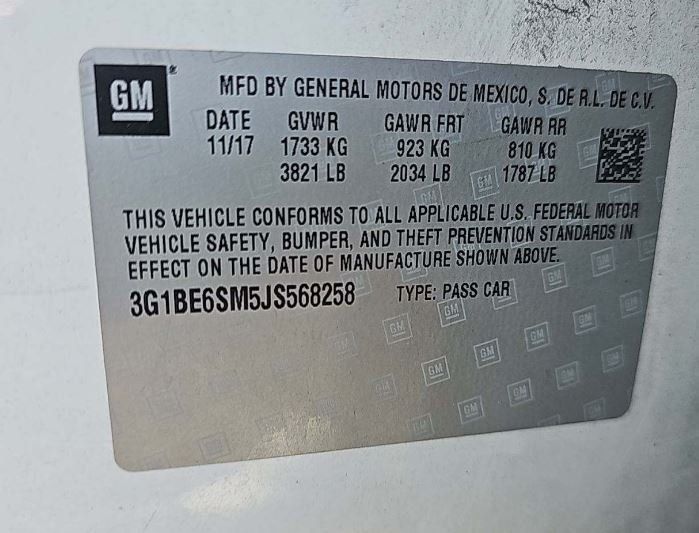 GM
MFD BY GENERAL MOTORS DE MEXICO, S. DE R.L. DE C.V.
DATE GVWR GAWR FRT GAWR RR
11/17 1733 KG 923 KG 810 KG
3821 LB 2034 LB 1787 LB
THIS VEHICLE CONFORMS TO ALL APPLICABLE U.S. FEDERAL MOTOR
VEHICLE SAFETY, BUMPER, AND THEFT PREVENTION STANDARDS IN
EFFECT ON THE DATE OF MANUFACTURE SHOWN ABOVE.
3G1BE6SM5JS568258 TYPE: PASS CAR